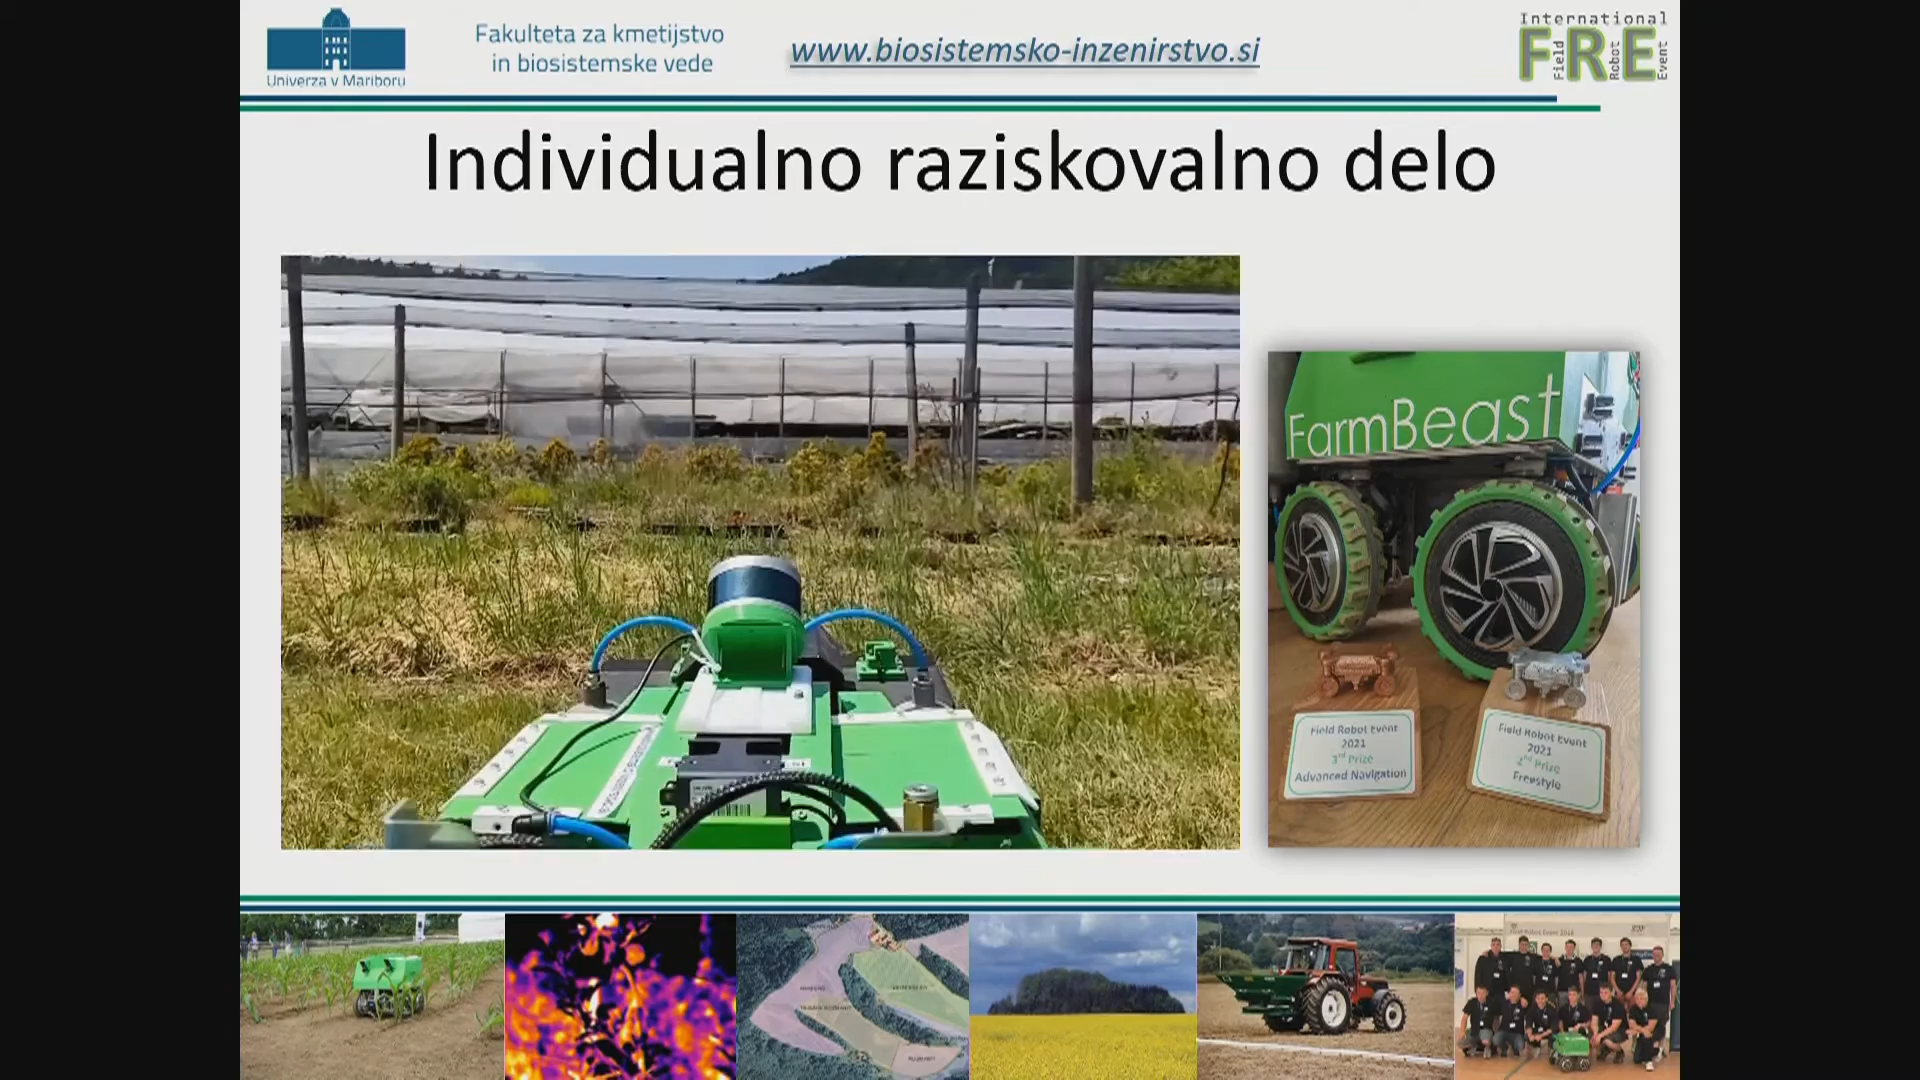 Univerza v Mariboru
Fakulteta za kmetijstvo
in biosistemske vede
www.biosistemsko-inzenirstvo.si
International
FRE
Field Robot Event
Individualno raziskovalno delo
FarmBeast
Field Robot Event
2021
3rd Prize
Advanced Navigation
Field Robot Event
2021
2nd Prize
Freestyle